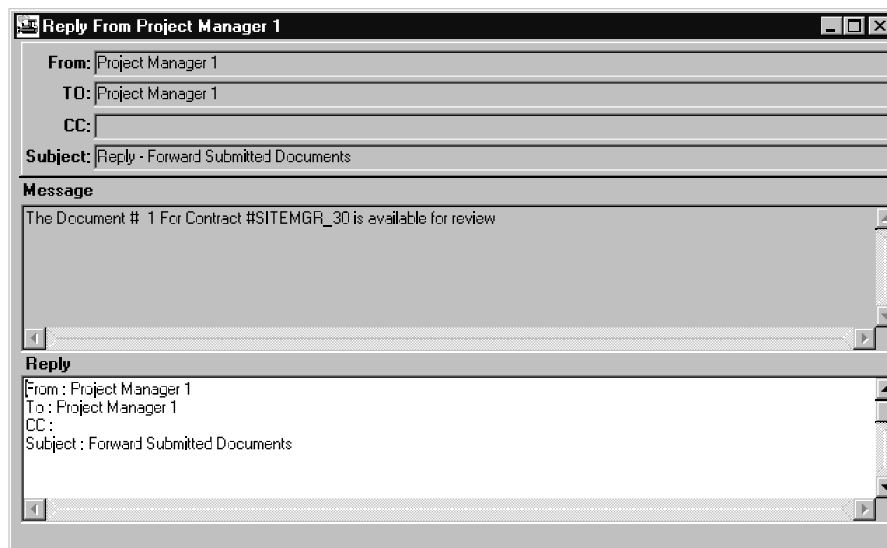 Reply From Project Manager 1
From: Project Manager 1
TO: Project Manager 1
CC:
Subject: Reply - Forward Submitted Documents
Message
The Document # 1 For Contract #SITEMGR_30 is available for review
Reply
From : Project Manager 1
To : Project Manager 1
CC :
Subject : Forward Submitted Documents